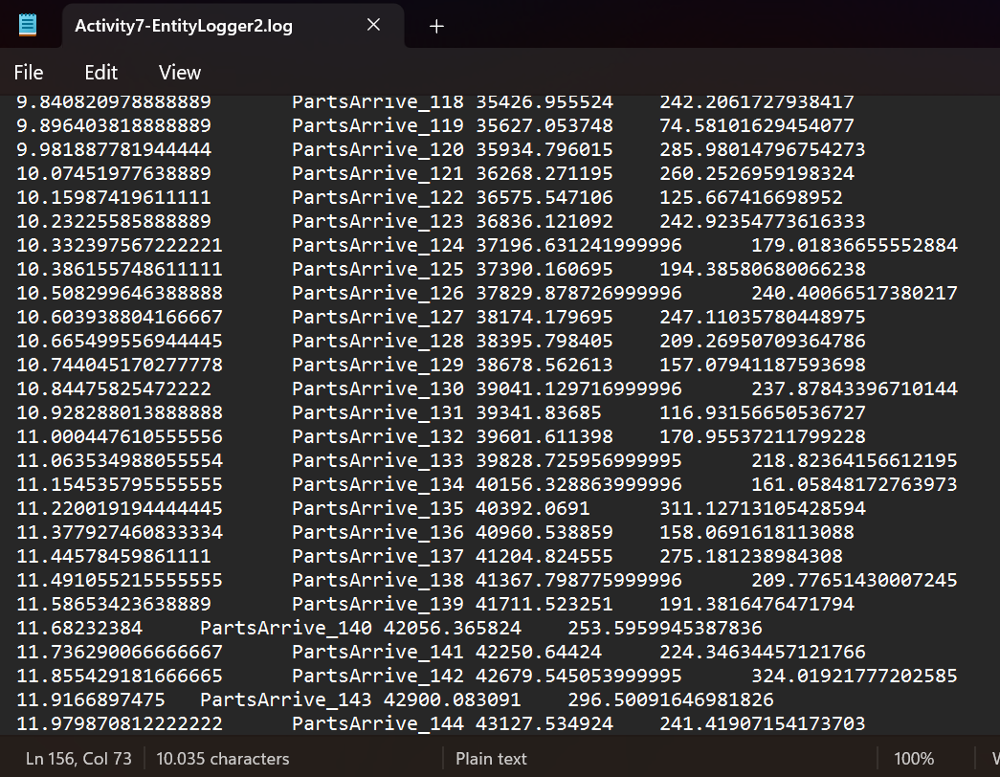 Activity7-EntityLogger2.log
File Edit View
9.840820978888889 PartsArrive_118 35426.955524 242.2061727938417
9.896403818888889 PartsArrive_119 35627.053748 74.58101629454077
9.981887781944444 PartsArrive_120 35934.796015 285.98014796754273
10.07451977638889 PartsArrive_121 36268.271195 260.2526959198324
10.15987419611111 PartsArrive_122 36575.547106 125.667416698952
10.23225585888889 PartsArrive_123 36836.121092 242.92354773616333
10.332397567222221 PartsArrive_124 37196.631241999996 179.01836655552884
10.386155748611111 PartsArrive_125 37390.160695 194.38580680066238
10.508299646388888 PartsArrive_126 37829.878726999996 240.40066517380217
10.603938804166667 PartsArrive_127 38174.179695 247.11035780448975
10.665499556944445 PartsArrive_128 38395.798405 209.26950709364786
10.744045170277778 PartsArrive_129 38678.562613 157.07941187593698
10.84475825472222 PartsArrive_130 39041.129716999996 237.87843396710144
10.928288013888888 PartsArrive_131 39341.83685 116.93156650536727
11.000447610555556 PartsArrive_132 39601.611398 170.95537211799228
11.063534988055554 PartsArrive_133 39828.725956999995 218.82364156612195
11.154535795555555 PartsArrive_134 40156.328863999996 161.05848172763973
11.220019194444445 PartsArrive_135 40392.0691 311.12713105428594
11.377927460833334 PartsArrive_136 40960.538859 158.0691618113088
11.44578459861111 PartsArrive_137 41204.824555 275.181238984308
11.491055215555555 PartsArrive_138 41367.798775999996 209.77651430007245
11.58653423638889 PartsArrive_139 41711.523251 191.3816476471794
11.68232384 PartsArrive_140 42056.365824 253.5959945387836
11.736290066666667 PartsArrive_141 42250.64424 224.34634457121766
11.855429181666665 PartsArrive_142 42679.545053999995 324.01921777202585
11.9166897475 PartsArrive_143 42900.083091 296.50091646981826
11.979870812222222 PartsArrive_144 43127.534924 241.41907154173703
Ln 156, Col 73 10.035 characters Plain text 100%